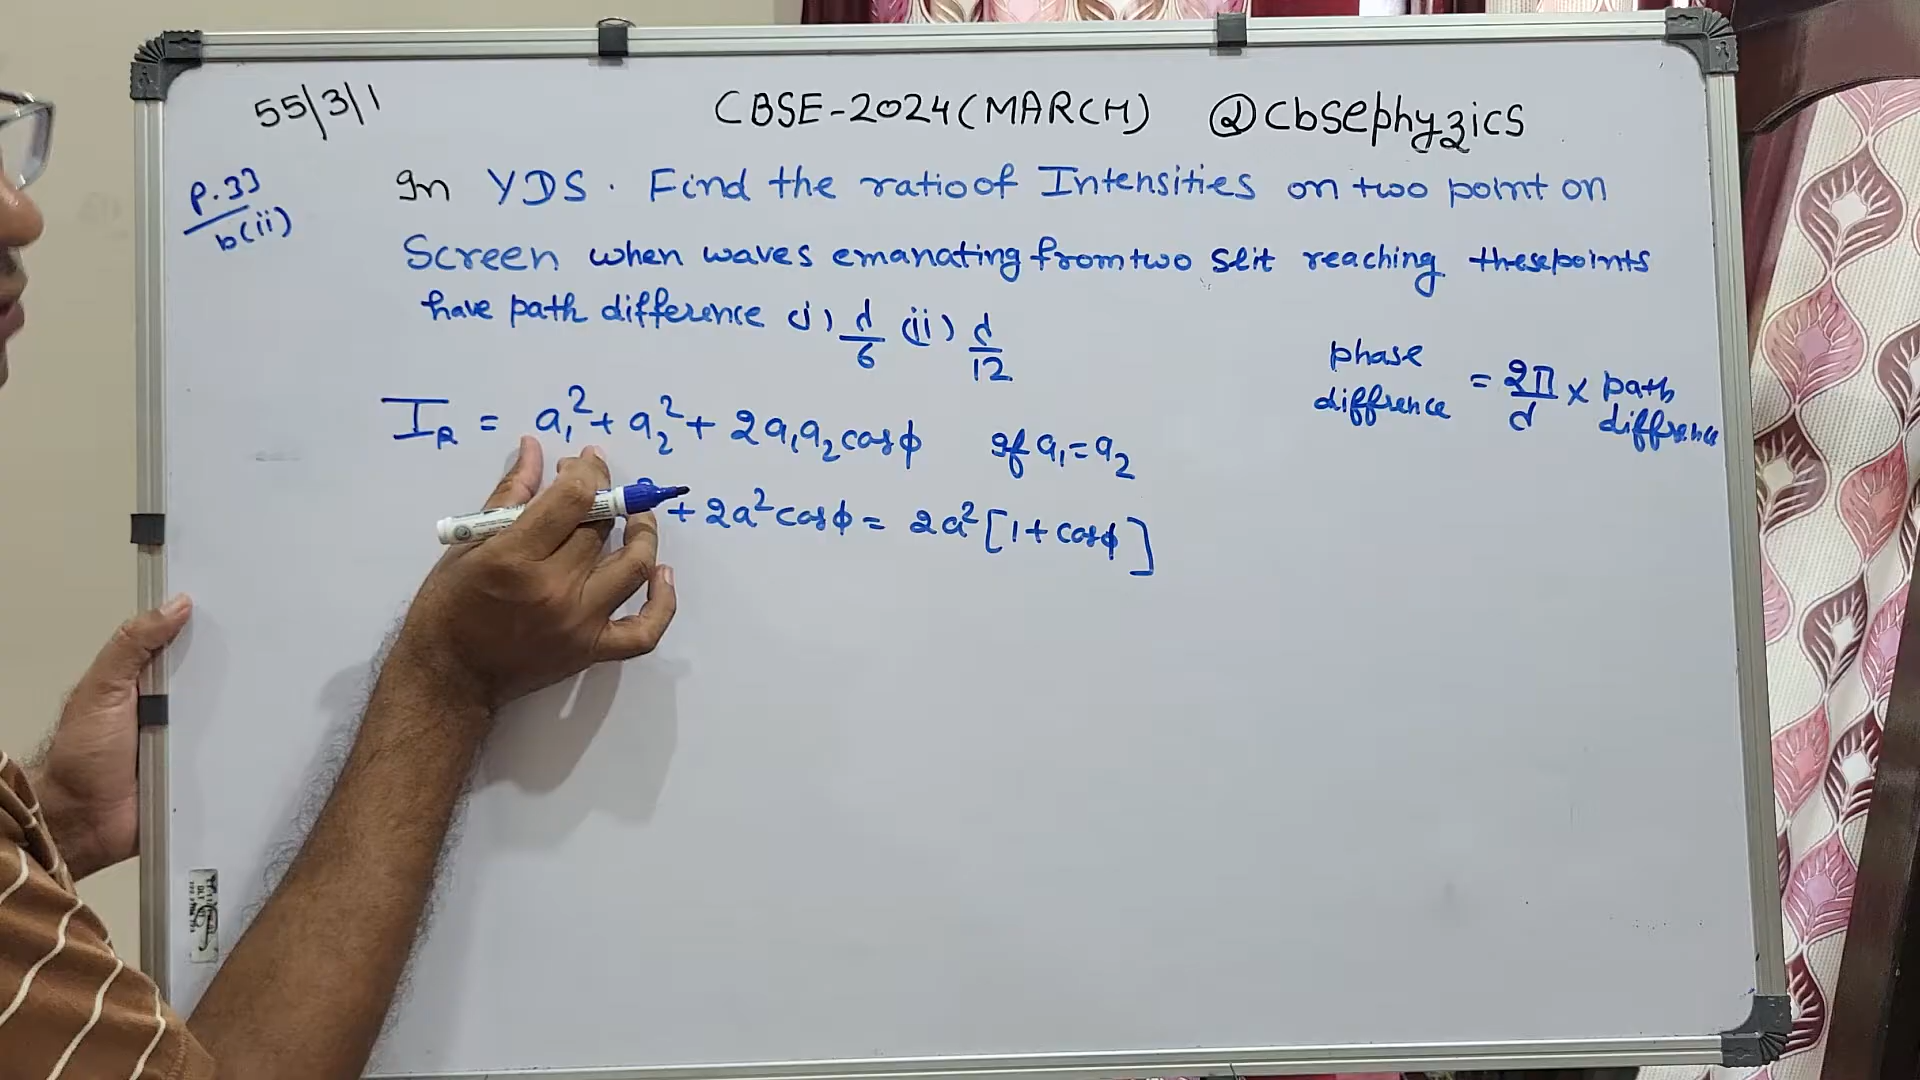 55/3/1
CBSE-2024(MARCH) @cbsephyzics
P.33
b(ii)
In YDS. Find the ratio of Intensities on two point on
Screen when waves emanating from two slit reaching these points
have path difference (i) λ/6 (ii) λ/12
phase difference = 2π/λ × path difference
I_R = a₁² + a₂² + 2a₁a₂cosϕ if a₁=a₂
+ 2a²cosϕ = 2a²[1+cosϕ]